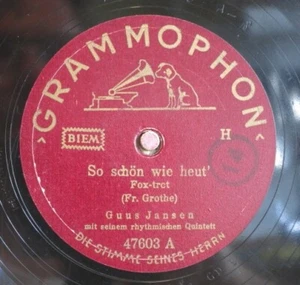 GRAMMOPHON
BIEM
H
So schön wie heut'
Fox-trot
(Fr. Grothe)
Guus Jansen
mit seinem rhythmischen Quintett
47603 A
DIE STIMME SEINES HERRN